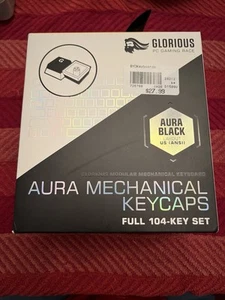 GLORIOUS
PC GAMING RACE
$27.99
AURA
BLACK
US (ANSI)
AURA MECHANICAL
KEYCAPS
FULL 104-KEY SET